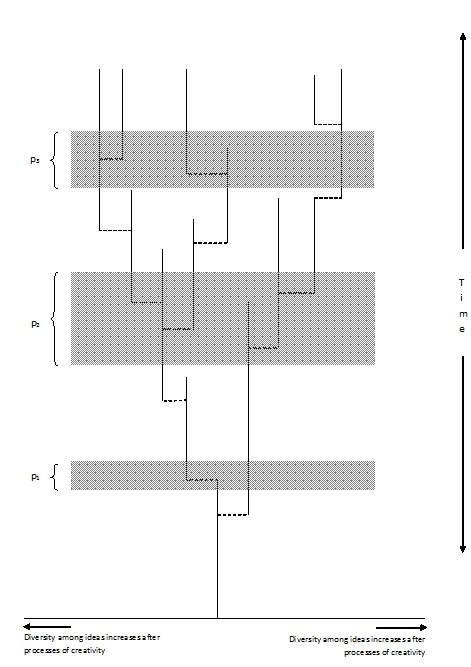 P₃
P₂
P₁
T
i
m
e
Diversity among ideas increases after
processes of creativity
Diversity among ideas increases after
processes of creativity